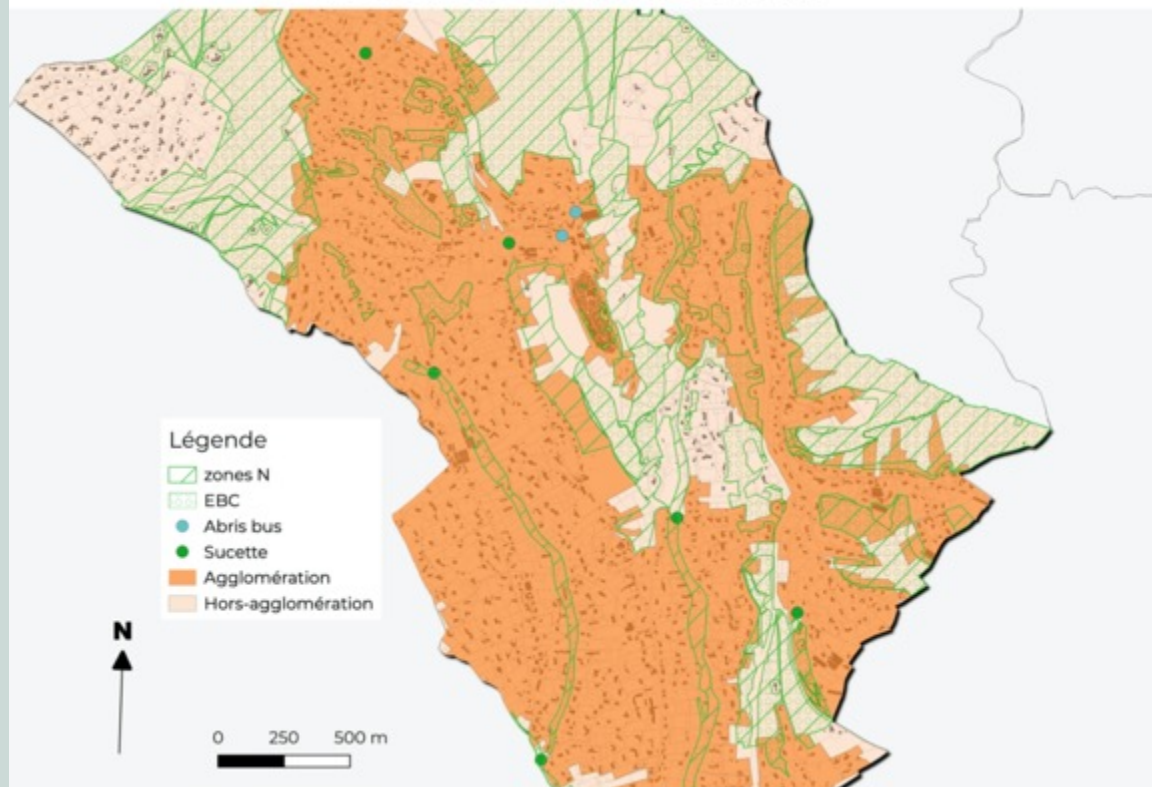 Légende
zones N
EBC
Abris bus
Sucette
Agglomération
Hors-agglomération
N
0 250 500 m